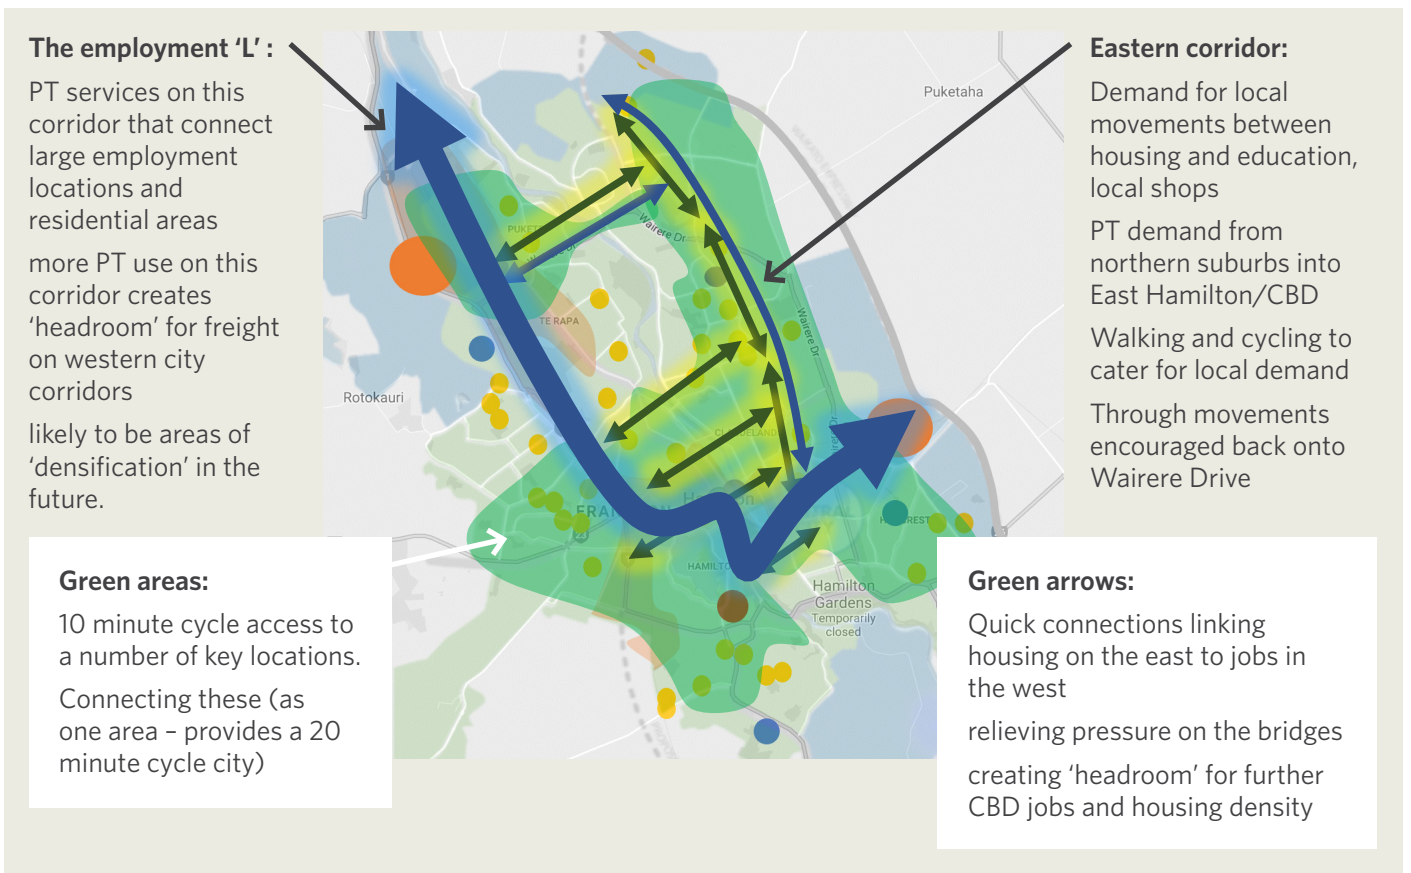 The employment ‘L’ :
PT services on this
corridor that connect
large employment
locations and
residential areas
more PT use on this
corridor creates
‘headroom’ for freight
on western city
corridors
likely to be areas of
‘densification’ in the
future.
Green areas:
10 minute cycle access to
a number of key locations.
Connecting these (as
one area – provides a 20
minute cycle city)
Puketaha
Wairere Dr
TE RAPA
Wairere Dr
Rotokauri
23
Hamilton
Gardens
Temporarily
closed
Eastern corridor:
Demand for local
movements between
housing and education,
local shops
PT demand from
northern suburbs into
East Hamilton/CBD
Walking and cycling to
cater for local demand
Through movements
encouraged back onto
Wairere Drive
Green arrows:
Quick connections linking
housing on the east to jobs in
the west
relieving pressure on the bridges
creating ‘headroom’ for further
CBD jobs and housing density